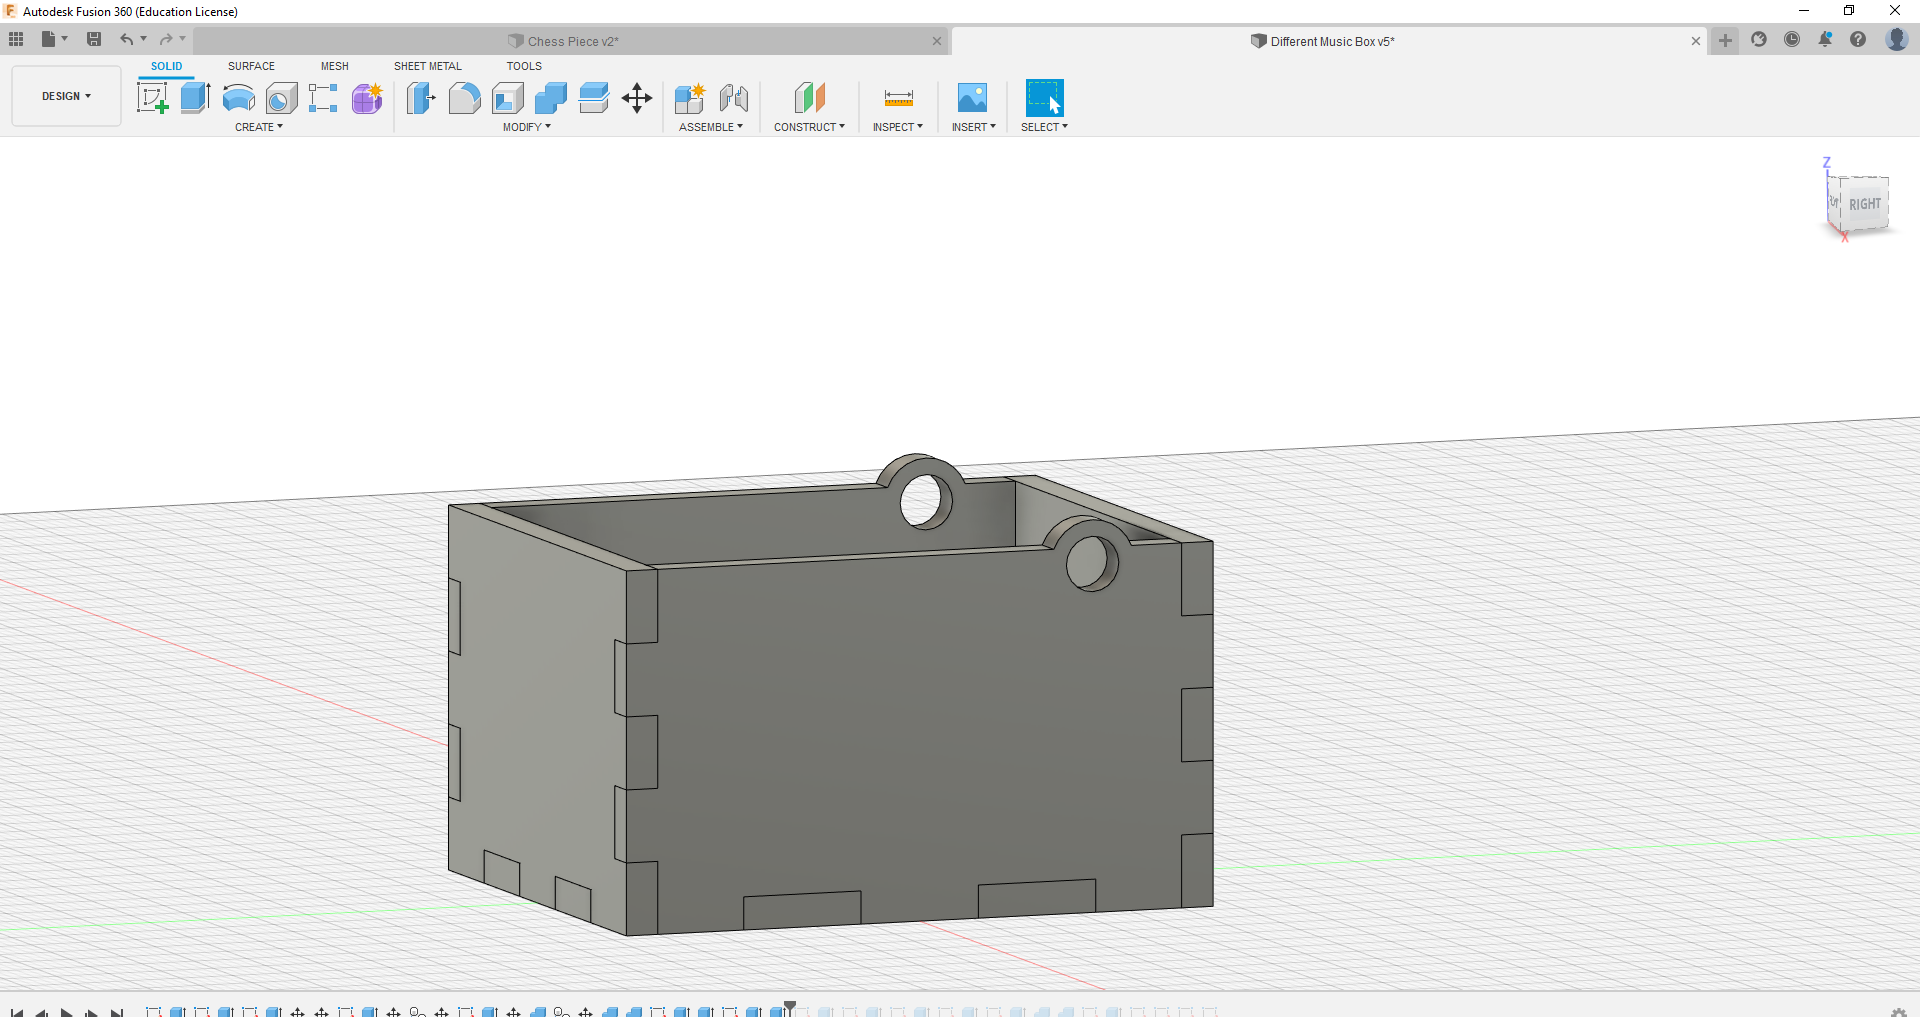 Autodesk Fusion 360 (Education License)
Chess Piece v2*
Different Music Box v5*
SOLID SURFACE MESH SHEET METAL TOOLS
DESIGN
CREATE MODIFY ASSEMBLE CONSTRUCT INSPECT INSERT SELECT
Z
RIGHT
X